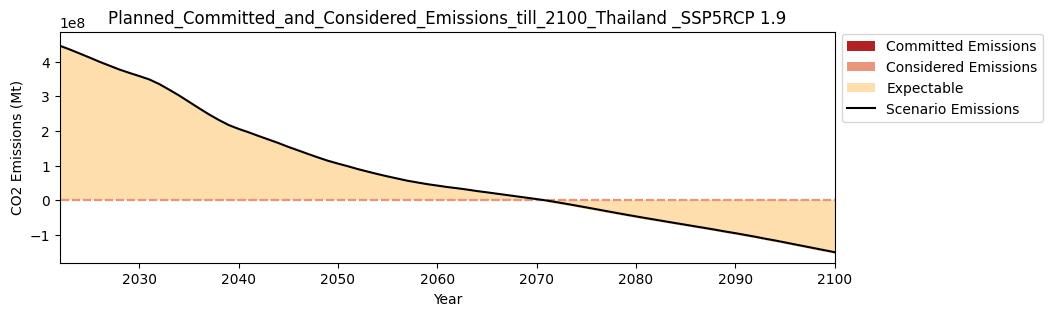 Planned_Committed_and_Considered_Emissions_till_2100_Thailand _SSP5RCP 1.9
1e8
4
3
2
1
0
−1
CO2 Emissions (Mt)
2030 2040 2050 2060 2070 2080 2090 2100
Year
Committed Emissions
Considered Emissions
Expectable
Scenario Emissions